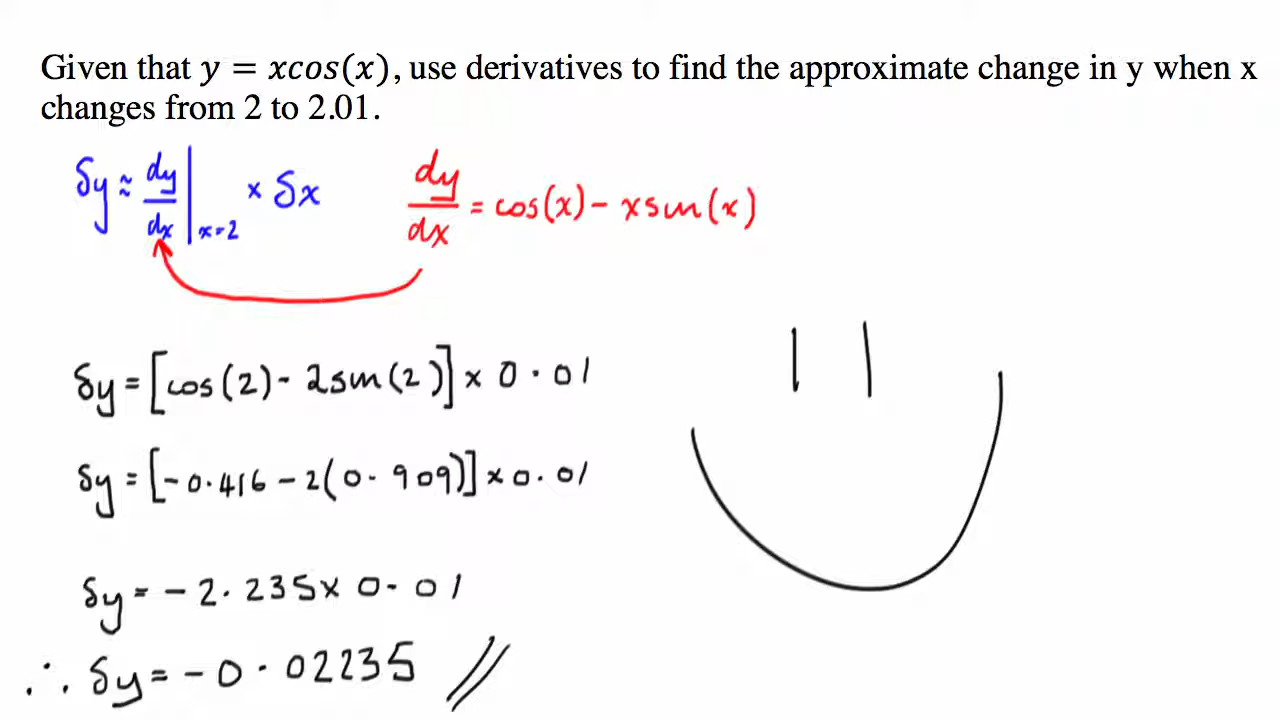 Given that y = xcos(x), use derivatives to find the approximate change in y when x
changes from 2 to 2.01.
δy ≈ dy/dx |x=2 × δx
dy/dx = cos(x) - xsin(x)
δy = [cos(2) - 2sin(2)] × 0.01
δy = [-0.416 - 2(0.909)] × 0.01
δy = -2.235 × 0.01
∴ δy = -0.02235 //